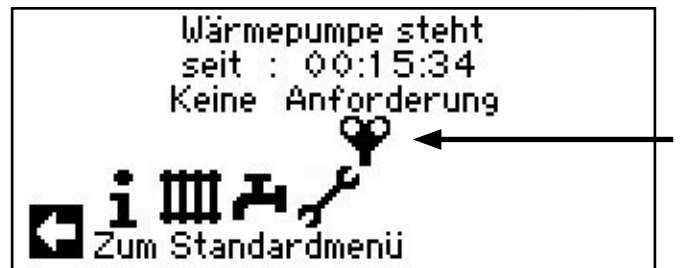 Wärmepumpe steht
seit : 00:15:34
Keine Anforderung
Zum Standardmenü